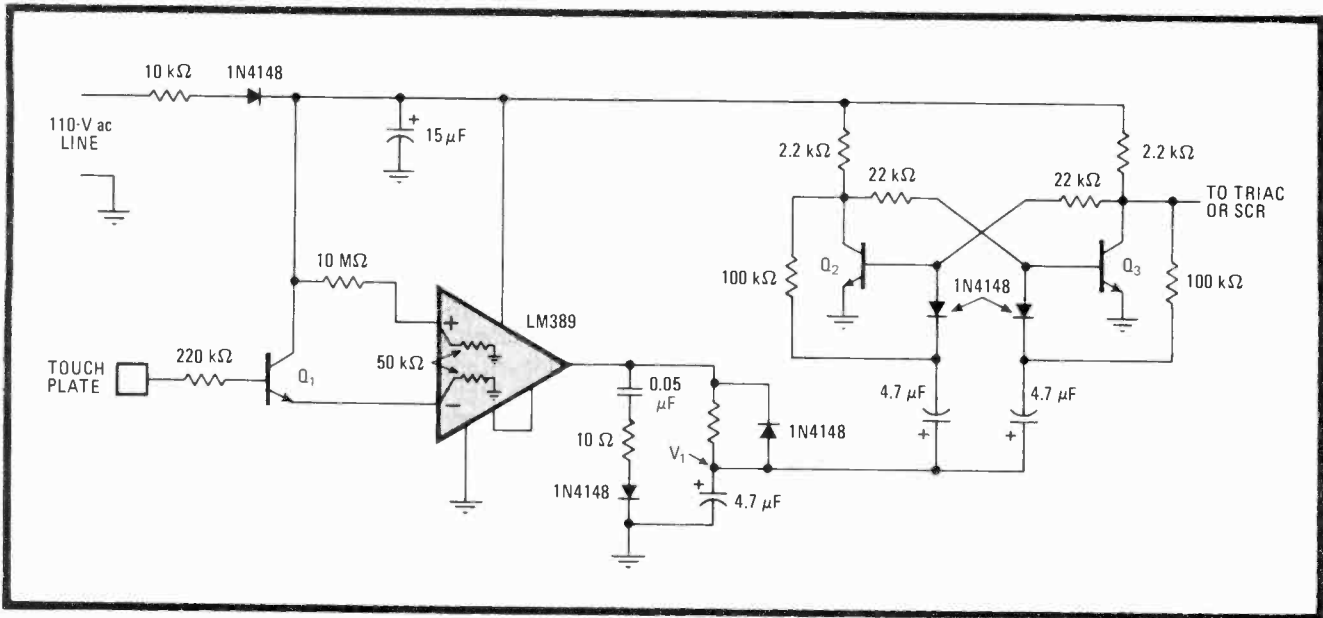 10 kΩ
1N4148
110-V ac
LINE
15 μF
+
2.2 kΩ
2.2 kΩ
22 kΩ
22 kΩ
TO TRIAC
OR SCR
10 MΩ
Q2
Q3
100 kΩ
1N4148
100 kΩ
LM389
+
50 kΩ
−
TOUCH
PLATE
220 kΩ
Q1
0.05
μF
10 Ω
1N4148
V1
+
4.7 μF
1N4148
4.7 μF
+
4.7 μF
+